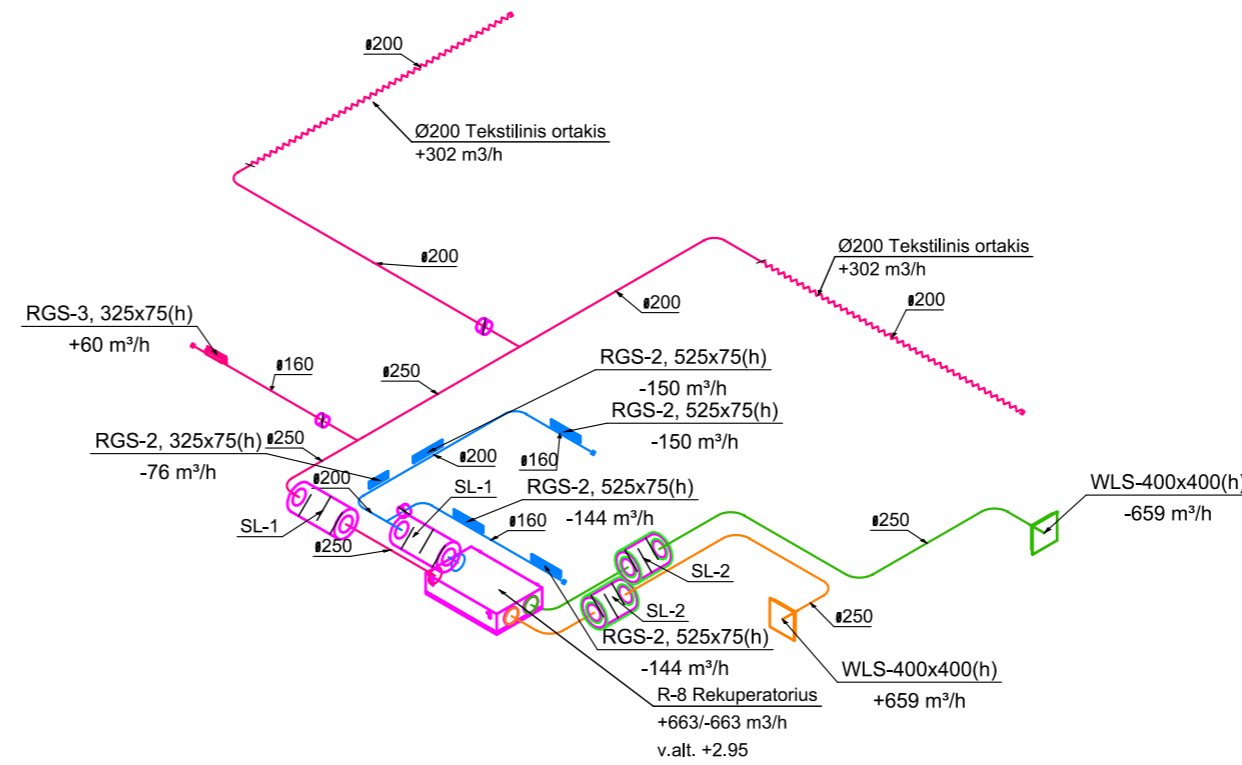 ø200
Ø200 Tekstilinis ortakis
+302 m3/h
ø200
Ø200 Tekstilinis ortakis
+302 m3/h
ø200
ø200
RGS-3, 325x75(h)
+60 m³/h
ø160
ø250
RGS-2, 525x75(h)
-150 m³/h
RGS-2, 525x75(h)
-150 m³/h
RGS-2, 325x75(h)
-76 m³/h
ø250
ø200
ø160
ø200
SL-1
RGS-2, 525x75(h)
-144 m³/h
WLS-400x400(h)
-659 m³/h
SL-1
ø250
ø160
ø250
SL-2
SL-2
ø250
RGS-2, 525x75(h)
-144 m³/h
WLS-400x400(h)
+659 m³/h
R-8 Rekuperatorius
+663/-663 m3/h
v.alt. +2.95